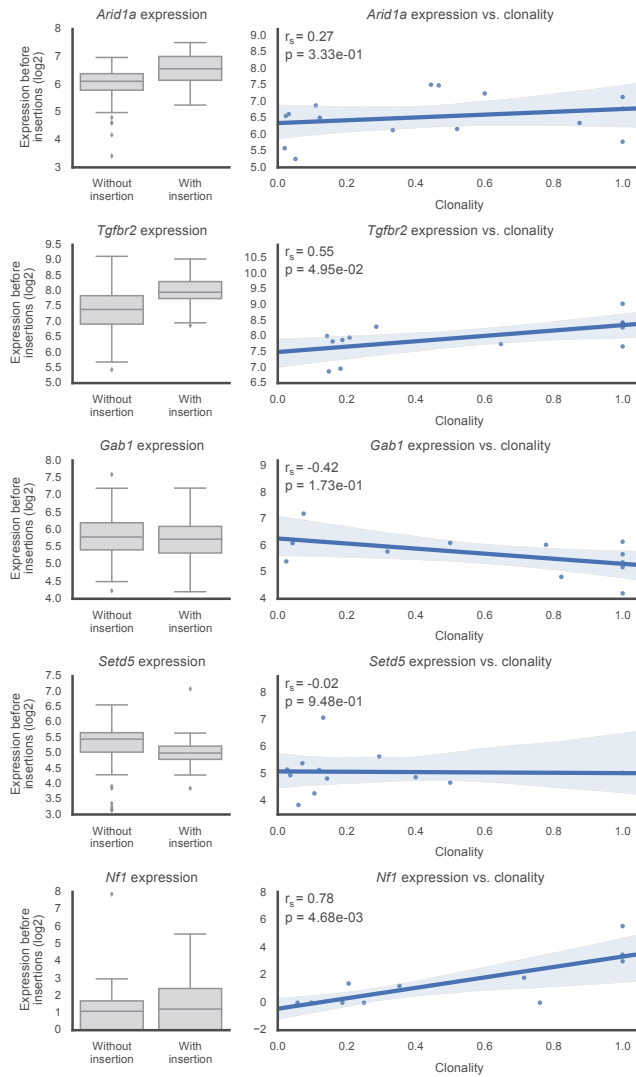 Arid1a expression
Expression before
insertions (log2)
8
7
6
5
4
3
Without
insertion
With
insertion
Arid1a expression vs. clonality
r_s = 0.27
p = 3.33e-01
9.0
8.5
8.0
7.5
7.0
6.5
6.0
5.5
5.0
0.0
0.2
0.4
0.6
0.8
1.0
Clonality
Tgfbr2 expression
Expression before
insertions (log2)
9.5
9.0
8.5
8.0
7.5
7.0
6.5
6.0
5.5
5.0
Without
insertion
With
insertion
Tgfbr2 expression vs. clonality
r_s = 0.55
p = 4.95e-02
10.5
10.0
9.5
9.0
8.5
8.0
7.5
7.0
6.5
0.0
0.2
0.4
0.6
0.8
1.0
Clonality
Gab1 expression
Expression before
insertions (log2)
8.0
7.5
7.0
6.5
6.0
5.5
5.0
4.5
4.0
Without
insertion
With
insertion
Gab1 expression vs. clonality
r_s = -0.42
p = 1.73e-01
9
8
7
6
5
4
0.0
0.2
0.4
0.6
0.8
1.0
Clonality
Setd5 expression
Expression before
insertions (log2)
7.5
7.0
6.5
6.0
5.5
5.0
4.5
4.0
3.5
3.0
Without
insertion
With
insertion
Setd5 expression vs. clonality
r_s = -0.02
p = 9.48e-01
8
7
6
5
4
0.0
0.2
0.4
0.6
0.8
1.0
Clonality
Nf1 expression
Expression before
insertions (log2)
8
7
6
5
4
3
2
1
0
Without
insertion
With
insertion
Nf1 expression vs. clonality
r_s = 0.78
p = 4.68e-03
8
6
4
2
0
−2
0.0
0.2
0.4
0.6
0.8
1.0
Clonality